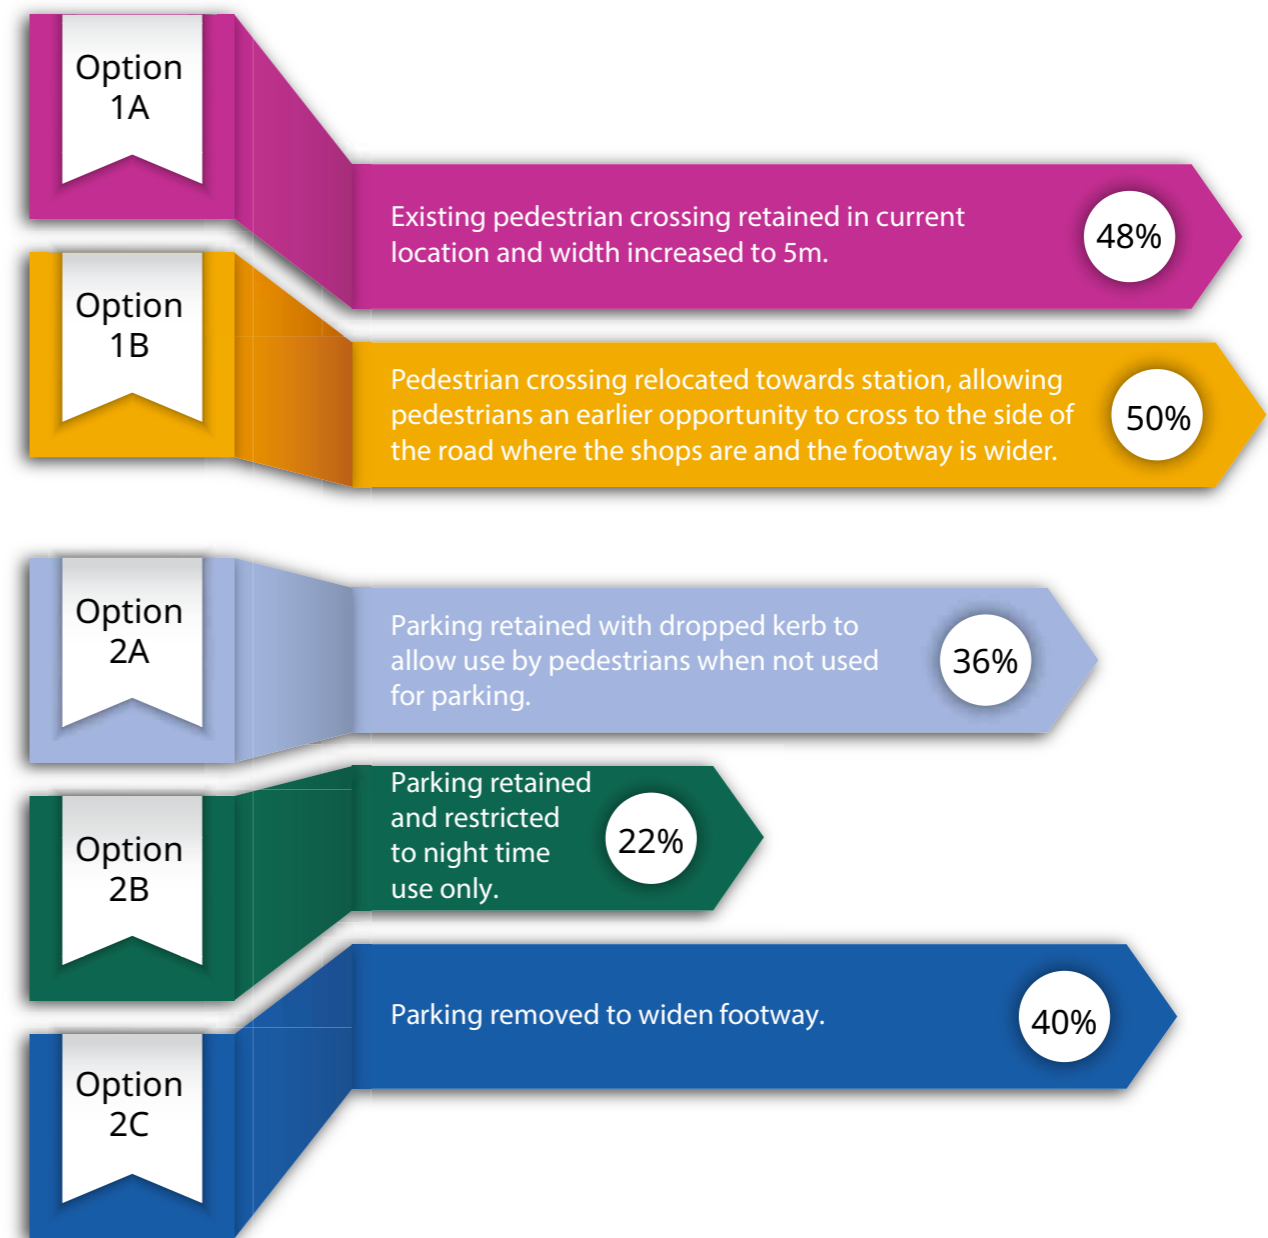 Option
1A
Existing pedestrian crossing retained in current
location and width increased to 5m.
48%
Option
1B
Pedestrian crossing relocated towards station, allowing
pedestrians an earlier opportunity to cross to the side of
the road where the shops are and the footway is wider.
50%
Option
2A
Parking retained with dropped kerb to
allow use by pedestrians when not used
for parking.
36%
Option
2B
Parking retained
and restricted
to night time
use only.
22%
Option
2C
Parking removed to widen footway.
40%